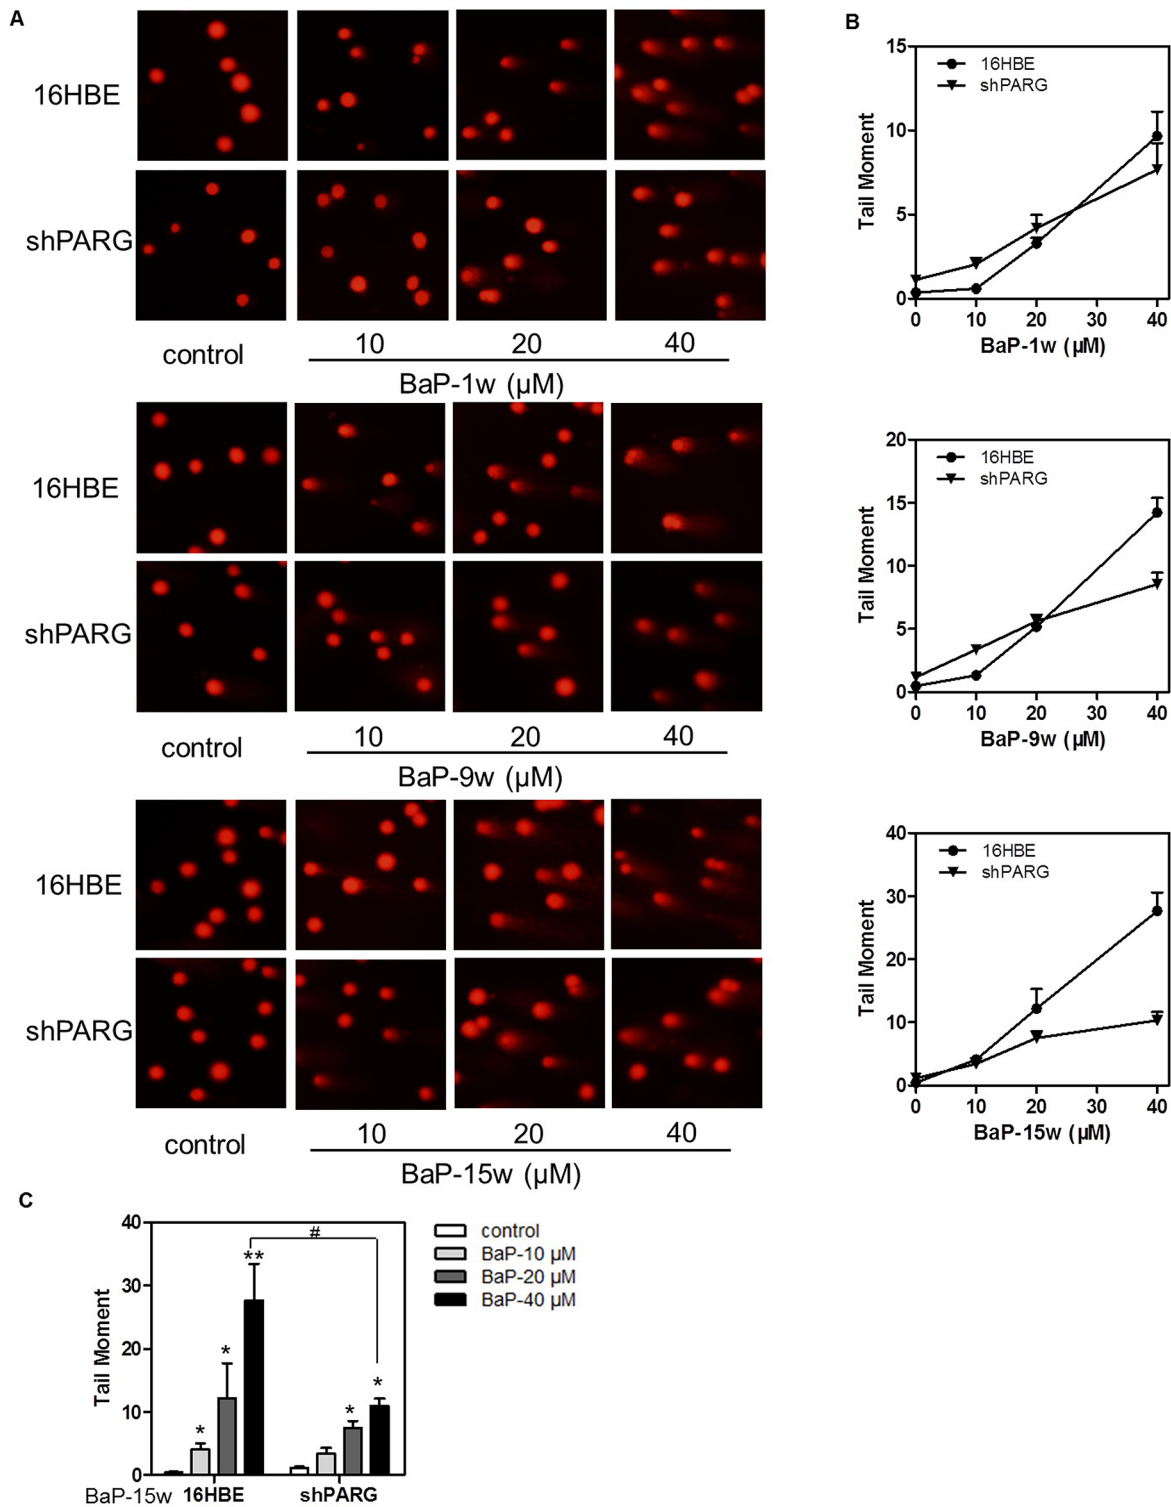 A
16HBE
shPARG
control
10
20
40
BaP-1w (µM)
16HBE
shPARG
control
10
20
40
BaP-9w (µM)
16HBE
shPARG
control
10
20
40
BaP-15w (µM)
B
15
10
5
0
Tail Moment
16HBE
shPARG
0 10 20 30 40
BaP-1w (µM)
20
15
10
5
0
Tail Moment
16HBE
shPARG
0 10 20 30 40
BaP-9w (µM)
40
30
20
10
0
Tail Moment
16HBE
shPARG
0 10 20 30 40
BaP-15w (µM)
C
40
30
20
10
0
Tail Moment
* * ** # * *
control
BaP-10 µM
BaP-20 µM
BaP-40 µM
BaP-15w 16HBE shPARG